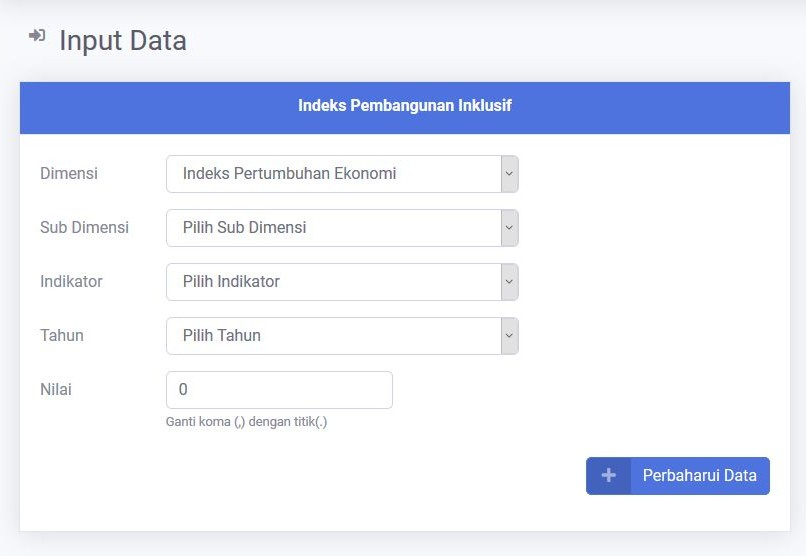 Input Data
Indeks Pembangunan Inklusif
Dimensi Indeks Pertumbuhan Ekonomi
Sub Dimensi Pilih Sub Dimensi
Indikator Pilih Indikator
Tahun Pilih Tahun
Nilai 0
Ganti koma (,) dengan titik(.)
Perbaharui Data